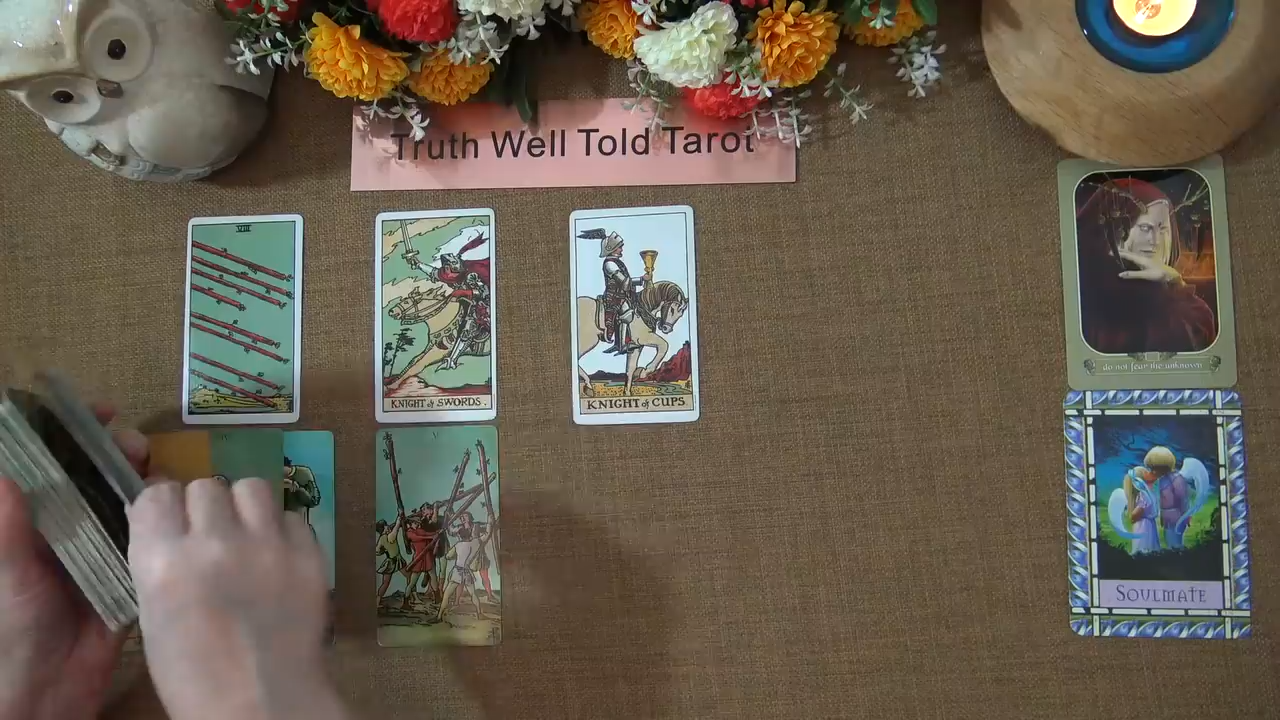 Truth Well Told Tarot
VIII
KNIGHT of SWORDS.
KNIGHT of CUPS
V
do not fear the unknown
SOULMATE